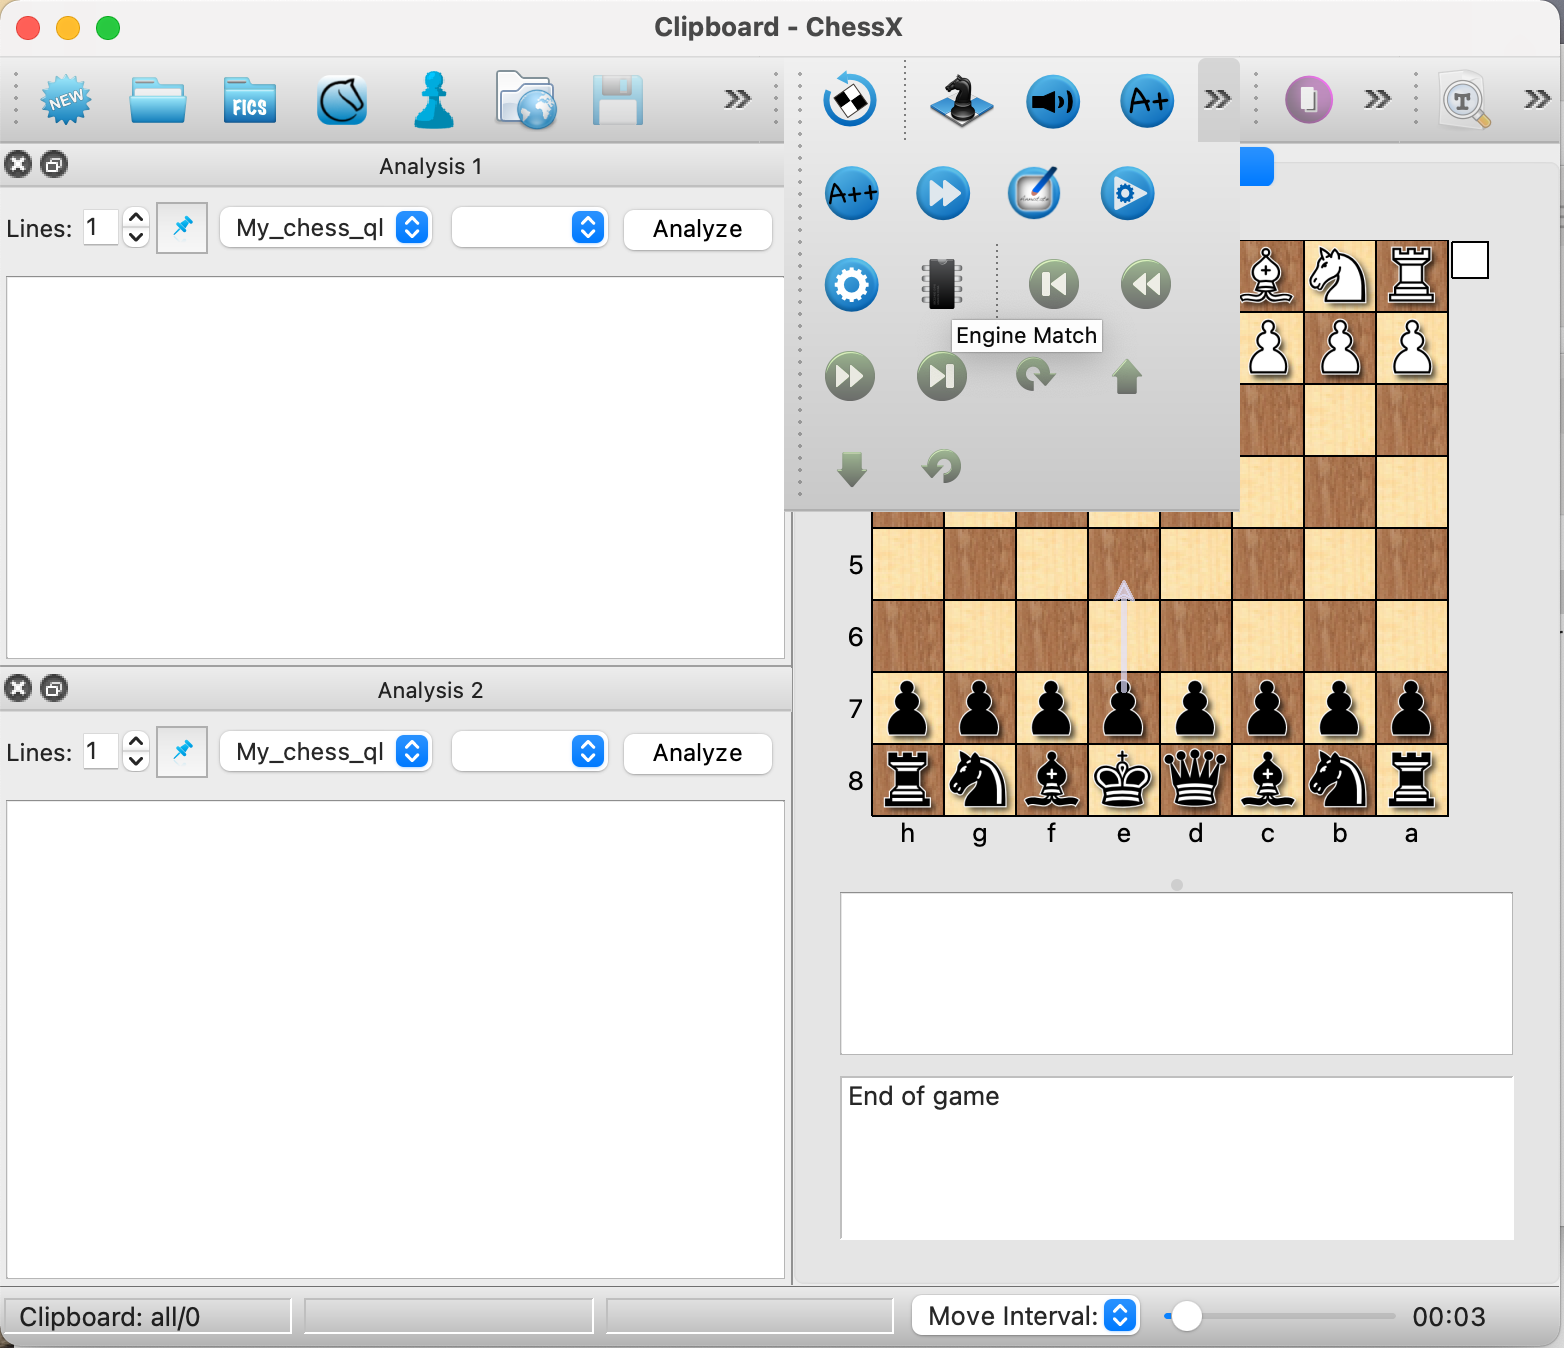 Clipboard - ChessX
NEW
FICS
A+
T
Analysis 1
A++
Lines: 1 My_chess_ql Analyze
Engine Match
5
6
Analysis 2
7
Lines: 1 My_chess_ql Analyze
8
h g f e d c b a
End of game
Clipboard: all/0 Move Interval: 00:03